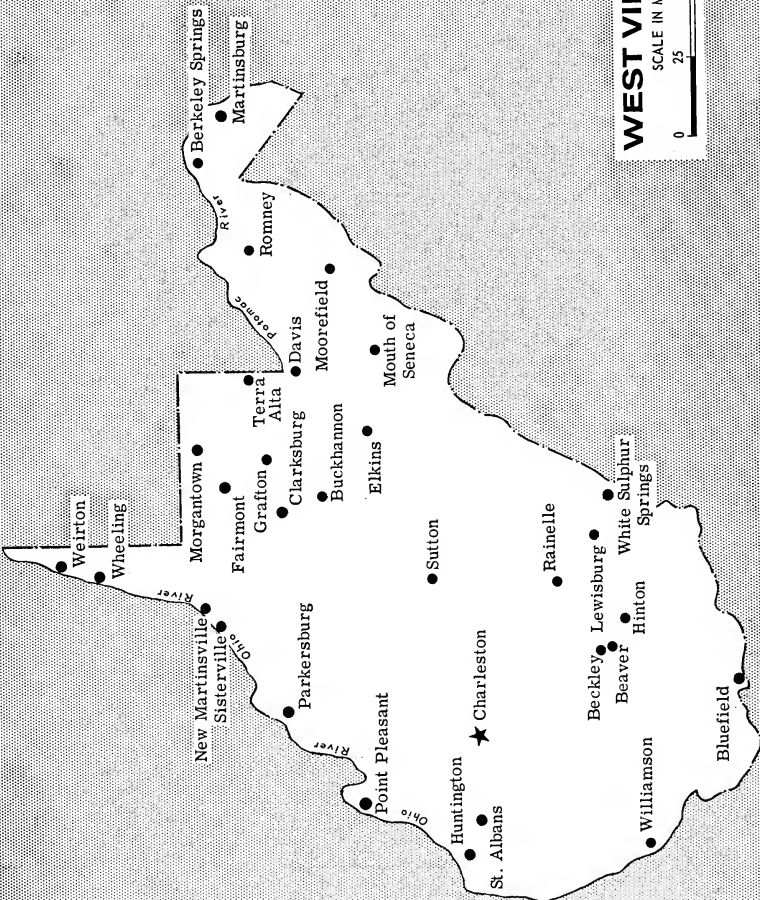 Weirton
Wheeling
Berkeley Springs
Martinsburg
River
Romney
Potomac
Davis
Moorefield
Mouth of
Seneca
Terra
Alta
Morgantown
Fairmont
Grafton
Clarksburg
Buckhannon
Elkins
River
New Martinsville
Sisterville
Ohio
Parkersburg
River
Point Pleasant
Ohio
Sutton
Charleston
Huntington
St. Albans
Rainelle
White Sulphur
Springs
Lewisburg
Hinton
Beckley
Beaver
Williamson
Bluefield
WEST VI
SCALE IN
0 25